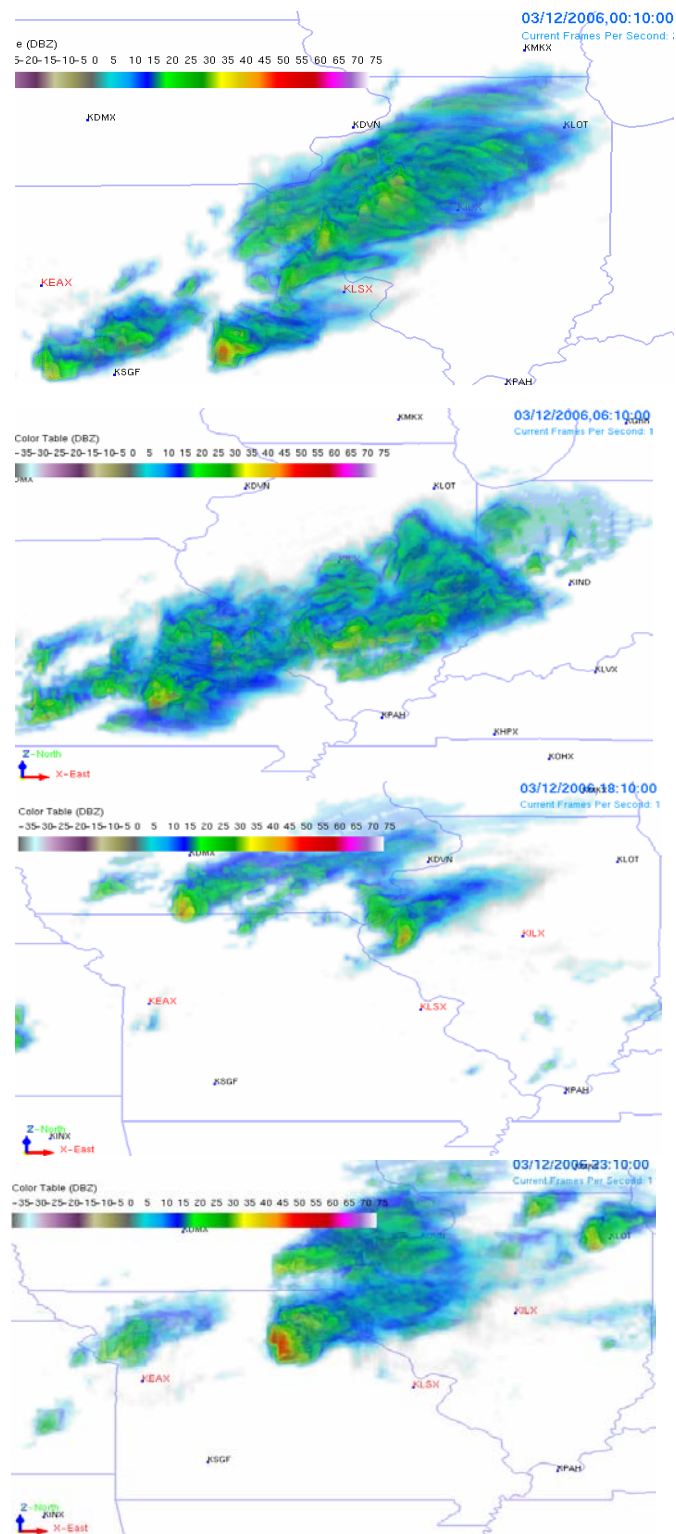 03/12/2006,00:10:00
Current Frames Per Second:
KMKX
e (DBZ)
5-20-15-10-5 0 5 10 15 20 25 30 35 40 45 50 55 60 65 70 75
KDMX
KDVN
KLOT
KEAX
KLSX
KSGF
KPAH
KMKX
03/12/2006,06:10:00
Current Frames Per Second: 1
Color Table (DBZ)
-35-30-25-20-15-10-5 0 5 10 15 20 25 30 35 40 45 50 55 60 65 70 75
DMX
KDVN
KLOT
KIND
KLVX
KPAH
KHPX
KOHX
Z-North
X-East
03/12/2006,18:10:00
Current Frames Per Second: 1
Color Table (DBZ)
-35-30-25-20-15-10-5 0 5 10 15 20 25 30 35 40 45 50 55 60 65 70 75
KDMX
KDVN
KLOT
KILX
KEAX
KLSX
KSGF
KPAH
Z-North
KINX
X-East
03/12/2006,23:10:00
Current Frames Per Second: 1
Color Table (DBZ)
-35-30-25-20-15-10-5 0 5 10 15 20 25 30 35 40 45 50 55 60 65 70 75
KDMX
KDVN
KLOT
KILX
KEAX
KLSX
KSGF
KPAH
Z-North
KINX
X-East